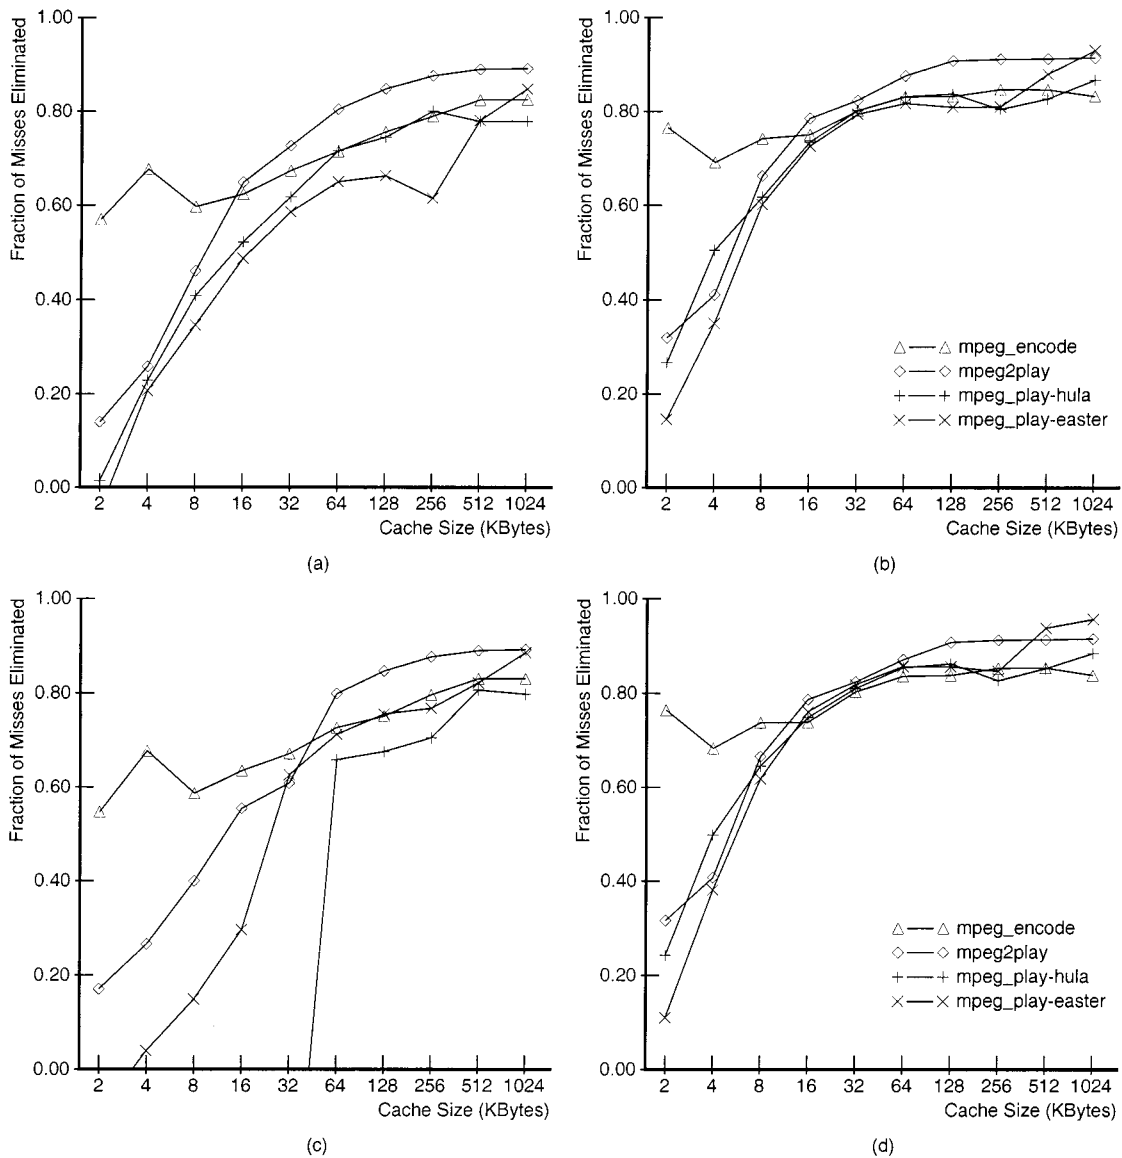 1.00
0.80
0.60
0.40
0.20
0.00
Fraction of Misses Eliminated
2 4 8 16 32 64 128 256 512 1024
Cache Size (KBytes)
(a)
1.00
0.80
0.60
0.40
0.20
0.00
Fraction of Misses Eliminated
mpeg_encode
mpeg2play
mpeg_play-hula
mpeg_play-easter
2 4 8 16 32 64 128 256 512 1024
Cache Size (KBytes)
(b)
1.00
0.80
0.60
0.40
0.20
0.00
Fraction of Misses Eliminated
2 4 8 16 32 64 128 256 512 1024
Cache Size (KBytes)
(c)
1.00
0.80
0.60
0.40
0.20
0.00
Fraction of Misses Eliminated
mpeg_encode
mpeg2play
mpeg_play-hula
mpeg_play-easter
2 4 8 16 32 64 128 256 512 1024
Cache Size (KBytes)
(d)